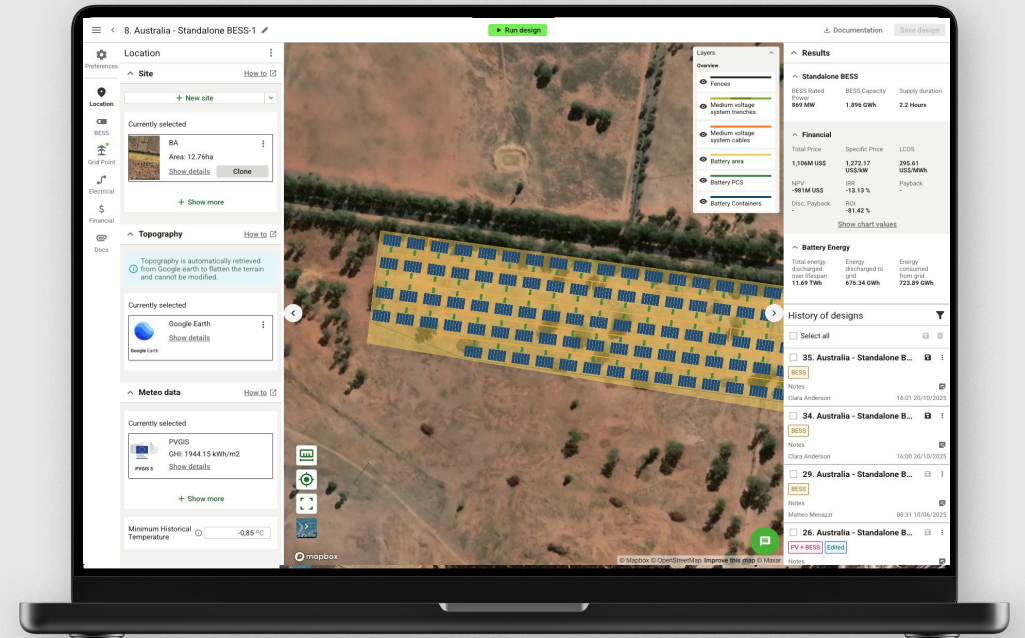 8. Australia - Standalone BESS-1
Run design
Documentation
Save design
Preferences
Location
BESS
Grid Point
Electrical
Financial
Docs
Location
Site
How to
+ New site
Currently selected
BA
Area: 12.76ha
Show details
Clone
+ Show more
Topography
How to
Topography is automatically retrieved
from Google earth to flatten the terrain
and cannot be modified.
Currently selected
Google Earth
Google Earth
Show details
Meteo data
How to
Currently selected
PVGIS
GHI: 1944.15 kWh/m2
PVGIS 5
Show details
+ Show more
Minimum Historical
Temperature
-0,85 °C
Layers
Overview
Fences
Medium voltage
system trenches
Medium voltage
system cables
Battery area
Battery PCS
Battery Containers
mapbox
© Mapbox © OpenStreetMap Improve this map © Maxar
Results
Standalone BESS
BESS Rated
Power
869 MW
BESS Capacity
1.896 GWh
Supply duration
2.2 Hours
Financial
Total Price
1,106M US$
Specific Price
1,272.17
US$/kW
LCOS
295.61
US$/MWh
NPV
-981M US$
IRR
-13.13 %
Payback
-
Disc. Payback
-
ROI
-81.42 %
Show chart values
Battery Energy
Total energy
discharged
over lifespan
11.69 TWh
Energy
discharged to
grid
676.34 GWh
Energy
consumed
from grid
723.89 GWh
History of designs
Select all
35. Australia - Standalone B...
BESS
Notes
Clara Anderson
16:01 20/10/2025
34. Australia - Standalone B...
BESS
Notes
Clara Anderson
16:00 20/10/2025
29. Australia - Standalone B...
BESS
Notes
Matteo Menazzi
08:31 10/06/2025
26. Australia - Standalone B...
PV + BESS
Edited
Notes